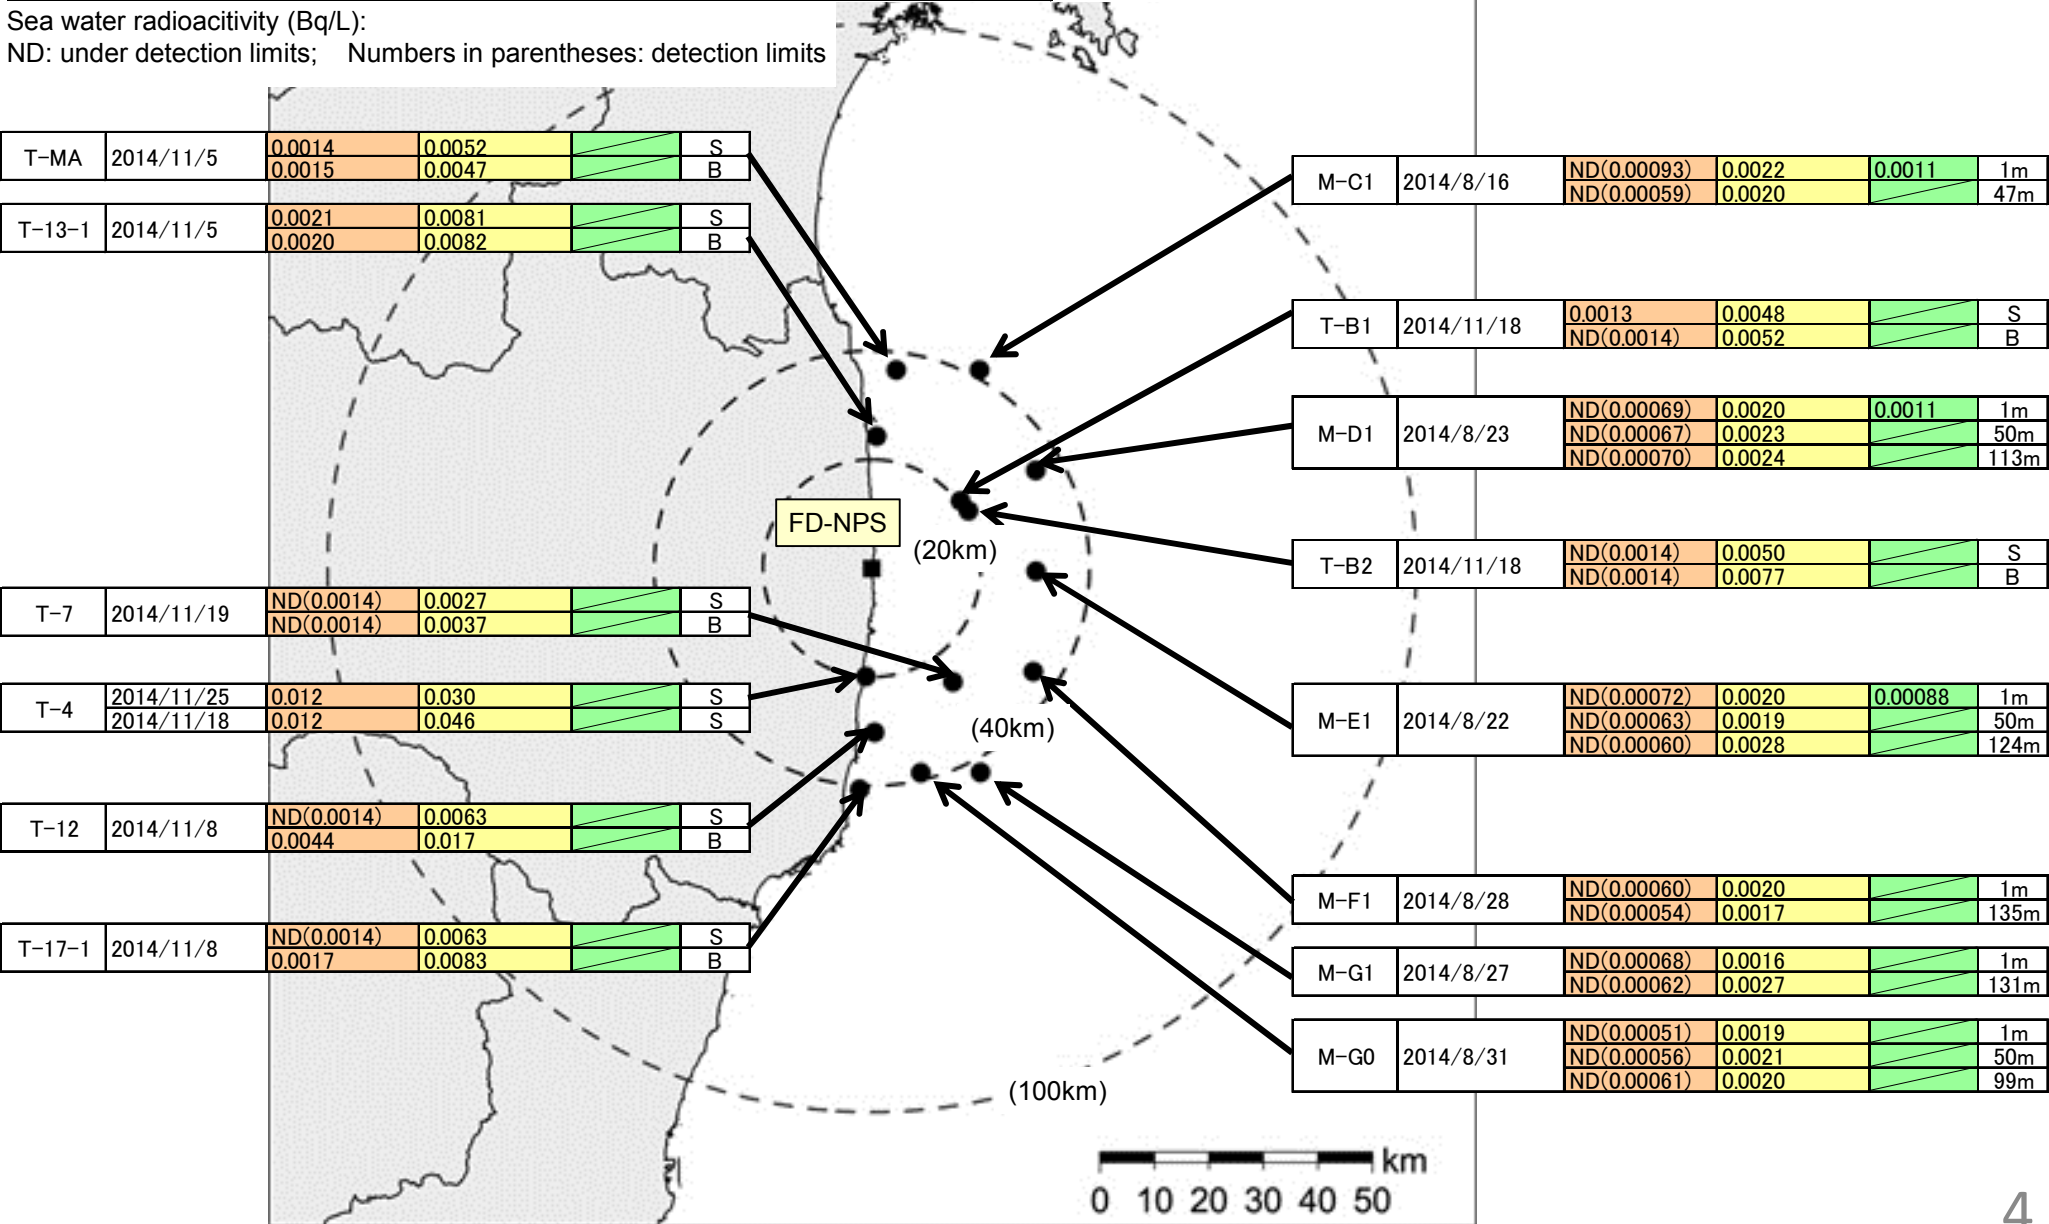 Sea water radioacitivity (Bq/L):
ND: under detection limits; Numbers in parentheses: detection limits
T-MA 2014/11/5 0.0014 0.0052 S
0.0015 0.0047 B
T-13-1 2014/11/5 0.0021 0.0081 S
0.0020 0.0082 B
T-7 2014/11/19 ND(0.0014) 0.0027 S
ND(0.0014) 0.0037 B
T-4 2014/11/25 0.012 0.030 S
2014/11/18 0.012 0.046 S
T-12 2014/11/8 ND(0.0014) 0.0063 S
0.0044 0.017 B
T-17-1 2014/11/8 ND(0.0014) 0.0063 S
0.0017 0.0083 B
FD-NPS
(20km)
(40km)
(100km)
M-C1 2014/8/16 ND(0.00093) 0.0022 0.0011 1m
ND(0.00059) 0.0020 47m
T-B1 2014/11/18 0.0013 0.0048 S
ND(0.0014) 0.0052 B
M-D1 2014/8/23 ND(0.00069) 0.0020 0.0011 1m
ND(0.00067) 0.0023 50m
ND(0.00070) 0.0024 113m
T-B2 2014/11/18 ND(0.0014) 0.0050 S
ND(0.0014) 0.0077 B
M-E1 2014/8/22 ND(0.00072) 0.0020 0.00088 1m
ND(0.00063) 0.0019 50m
ND(0.00060) 0.0028 124m
M-F1 2014/8/28 ND(0.00060) 0.0020 1m
ND(0.00054) 0.0017 135m
M-G1 2014/8/27 ND(0.00068) 0.0016 1m
ND(0.00062) 0.0027 131m
M-G0 2014/8/31 ND(0.00051) 0.0019 1m
ND(0.00056) 0.0021 50m
ND(0.00061) 0.0020 99m
km
0 10 20 30 40 50
4